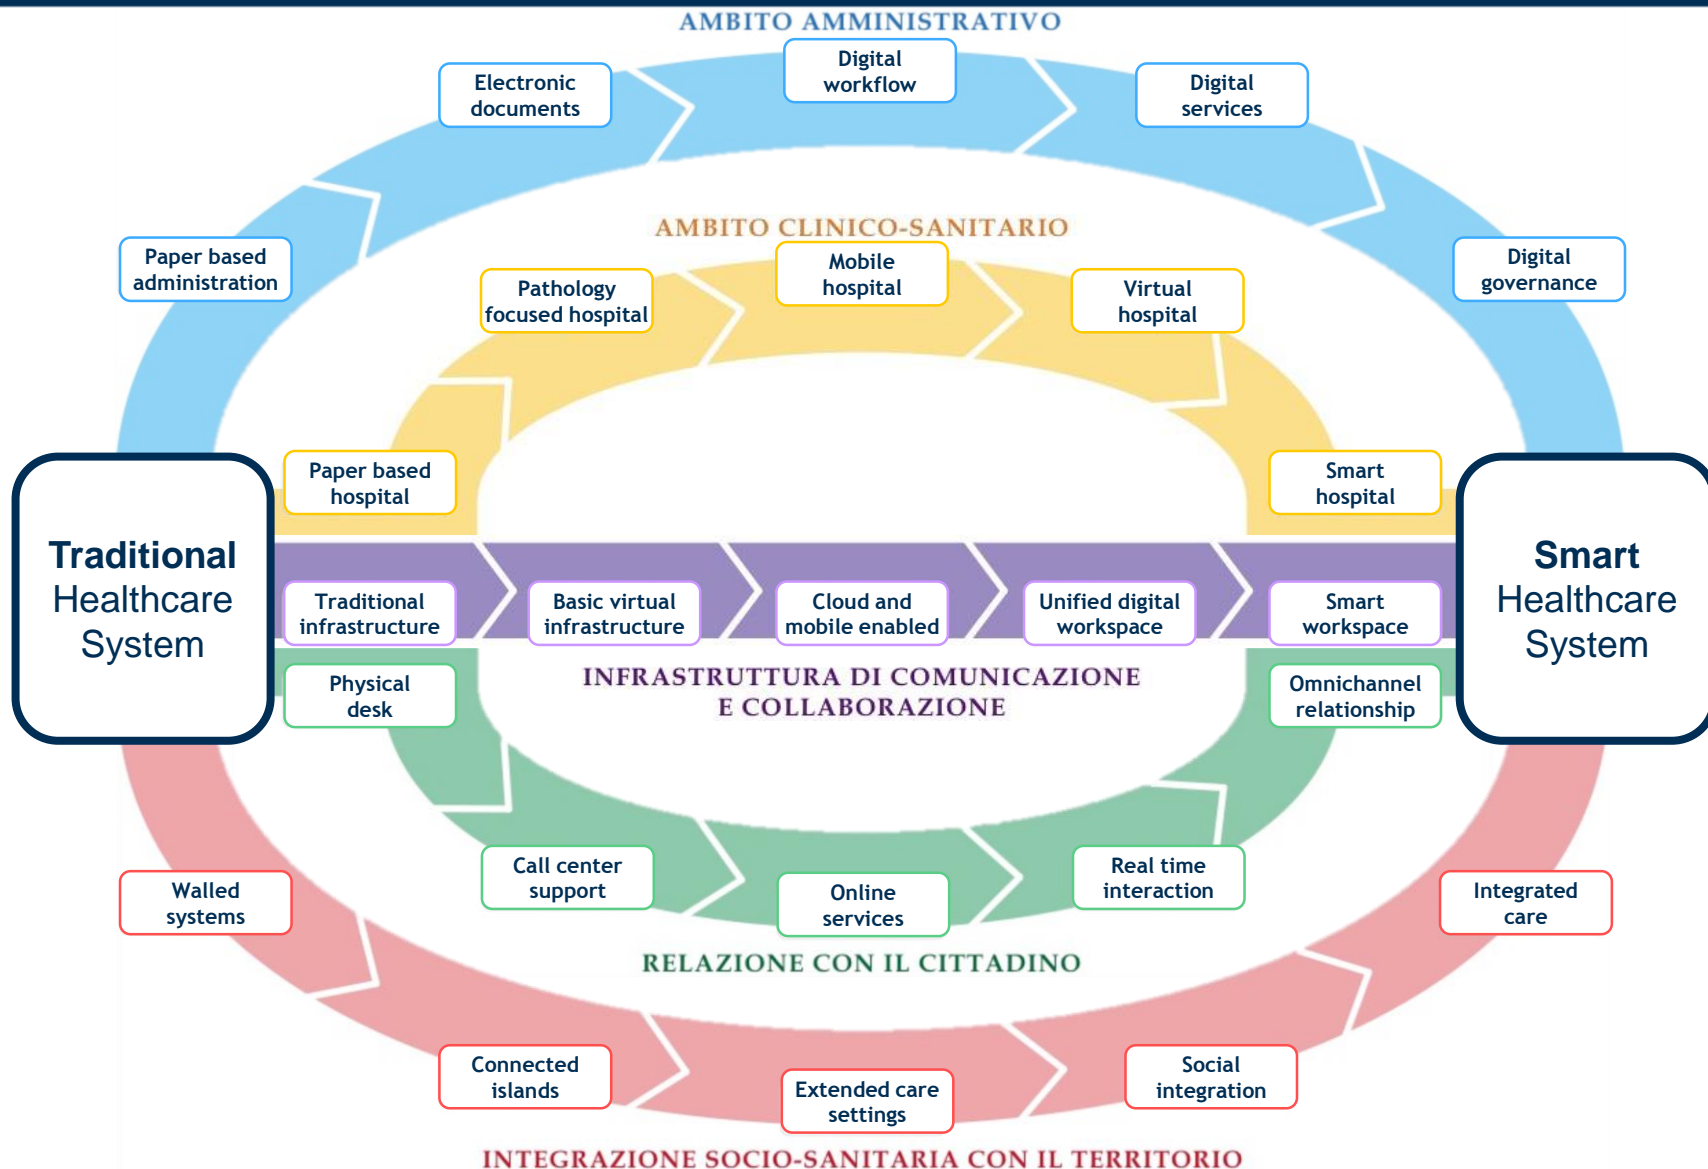 AMBITO AMMINISTRATIVO
Electronic
documents
Digital
workflow
Digital
services
Paper based
administration
Digital
governance
AMBITO CLINICO-SANITARIO
Pathology
focused hospital
Mobile
hospital
Virtual
hospital
Paper based
hospital
Smart
hospital
Traditional
Healthcare
System
Smart
Healthcare
System
Traditional
infrastructure
Basic virtual
infrastructure
Cloud and
mobile enabled
Unified digital
workspace
Smart
workspace
INFRASTRUTTURA DI COMUNICAZIONE
E COLLABORAZIONE
Physical
desk
Omnichannel
relationship
Call center
support
Online
services
Real time
interaction
RELAZIONE CON IL CITTADINO
Walled
systems
Integrated
care
Connected
islands
Extended care
settings
Social
integration
INTEGRAZIONE SOCIO-SANITARIA CON IL TERRITORIO